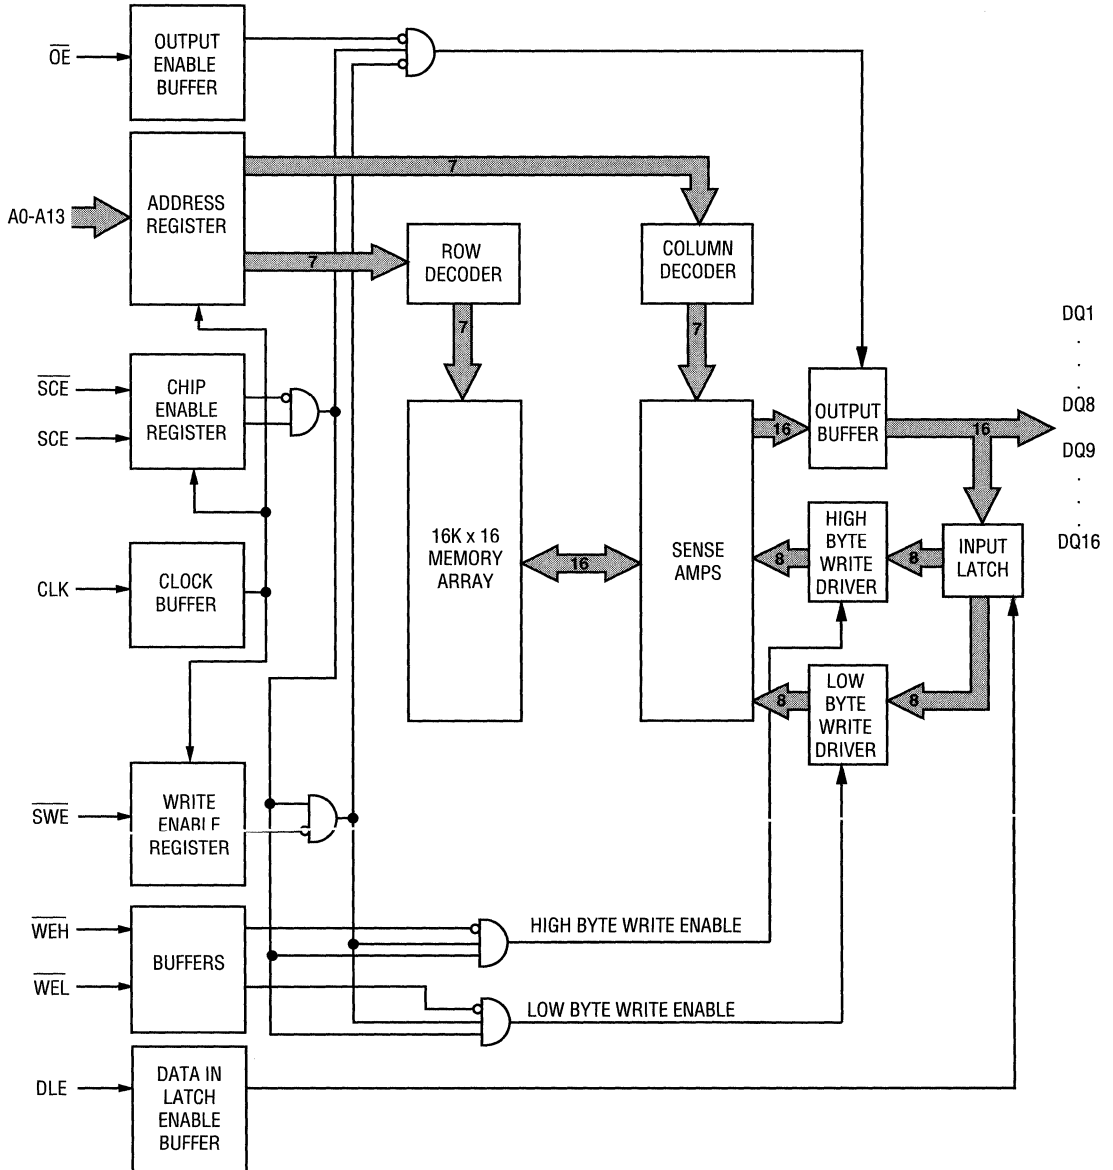 OE
OUTPUT
ENABLE
BUFFER
A0-A13
ADDRESS
REGISTER
7
7
ROW
DECODER
COLUMN
DECODER
7
7
SCE
SCE
CHIP
ENABLE
REGISTER
CLK
CLOCK
BUFFER
16K x 16
MEMORY
ARRAY
16
SENSE
AMPS
16
OUTPUT
BUFFER
16
DQ1
.
.
.
DQ8
DQ9
.
.
.
DQ16
8
HIGH
BYTE
WRITE
DRIVER
8
INPUT
LATCH
8
LOW
BYTE
WRITE
DRIVER
8
SWE
WRITE
ENABLE
REGISTER
WEH
WEL
BUFFERS
HIGH BYTE WRITE ENABLE
LOW BYTE WRITE ENABLE
DLE
DATA IN
LATCH
ENABLE
BUFFER